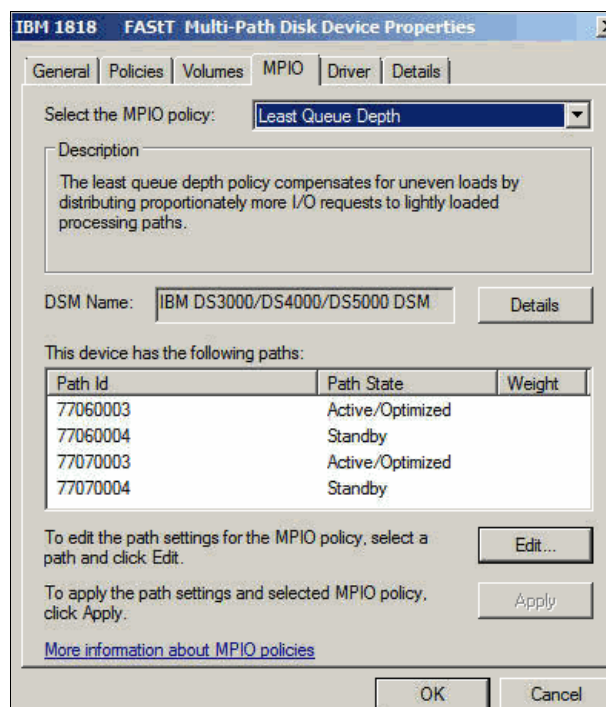 IBM 1818 FAStT Multi-Path Disk Device Properties
General Policies Volumes MPIO Driver Details
Select the MPIO policy: Least Queue Depth
Description
The least queue depth policy compensates for uneven loads by
distributing proportionately more I/O requests to lightly loaded
processing paths.
DSM Name: IBM DS3000/DS4000/DS5000 DSM Details
This device has the following paths:
Path Id Path State Weight
77060003 Active/Optimized
77060004 Standby
77070003 Active/Optimized
77070004 Standby
To edit the path settings for the MPIO policy, select a
path and click Edit.
Edit...
To apply the path settings and selected MPIO policy,
click Apply.
Apply
More information about MPIO policies
OK Cancel